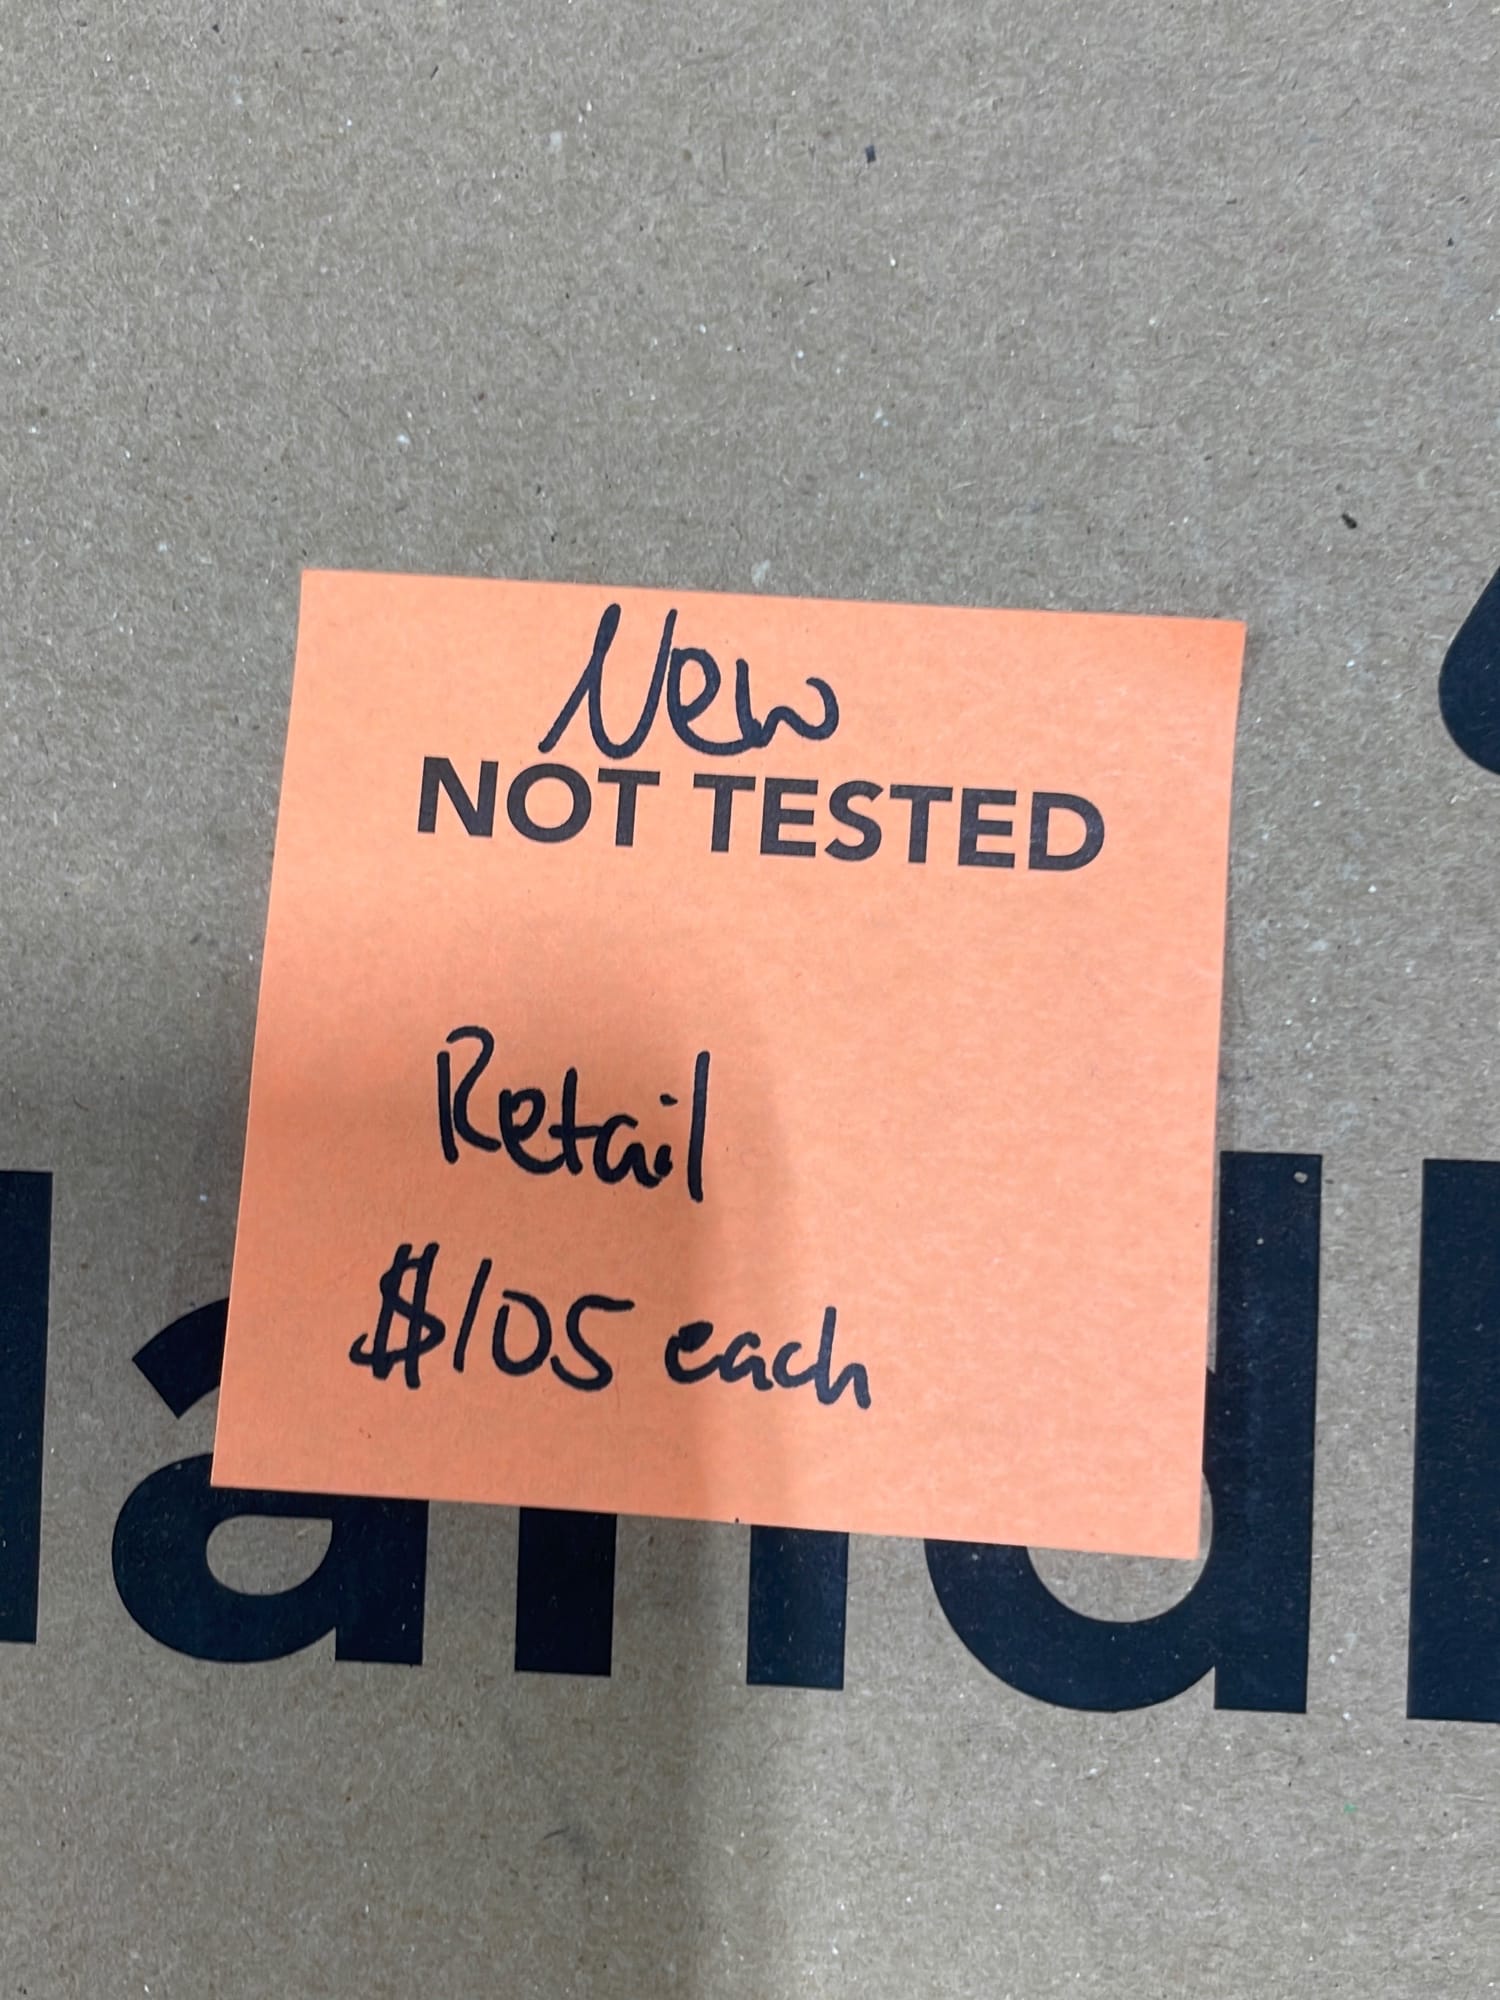 New
NOT TESTED
Retail
$105 each